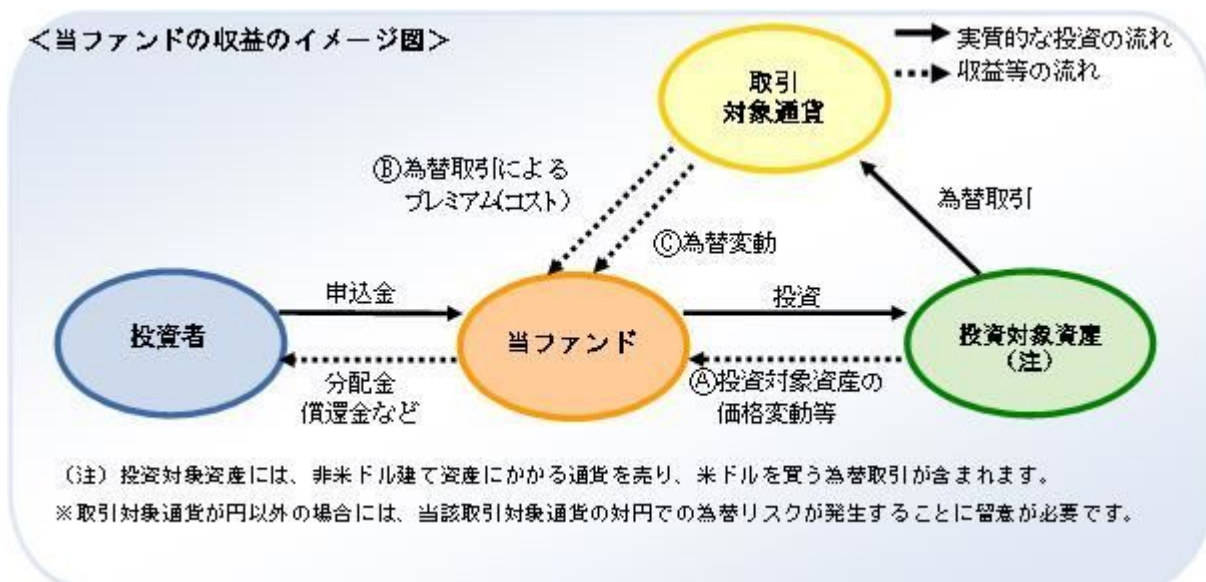 ＜当ファンドの収益のイメージ図＞
実質的な投資の流れ
収益等の流れ
取引
対象通貨
Ⓑ為替取引による
プレミアム(コスト)
為替取引
Ⓒ為替変動
投資者
申込金
当ファンド
投資
投資対象資産
（注）
分配金
償還金など
Ⓐ投資対象資産の
価格変動等
（注）投資対象資産には、非米ドル建て資産にかかる通貨を売り、米ドルを買う為替取引が含まれます。
※取引対象通貨が円以外の場合には、当該取引対象通貨の対円での為替リスクが発生することに留意が必要です。